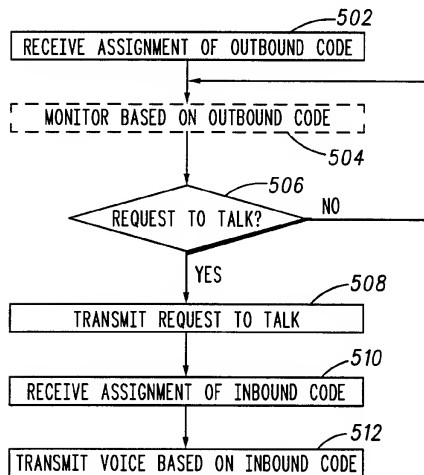 502
RECEIVE ASSIGNMENT OF OUTBOUND CODE
MONITOR BASED ON OUTBOUND CODE
504
506
REQUEST TO TALK?
NO
YES
508
TRANSMIT REQUEST TO TALK
510
RECEIVE ASSIGNMENT OF INBOUND CODE
512
TRANSMIT VOICE BASED ON INBOUND CODE